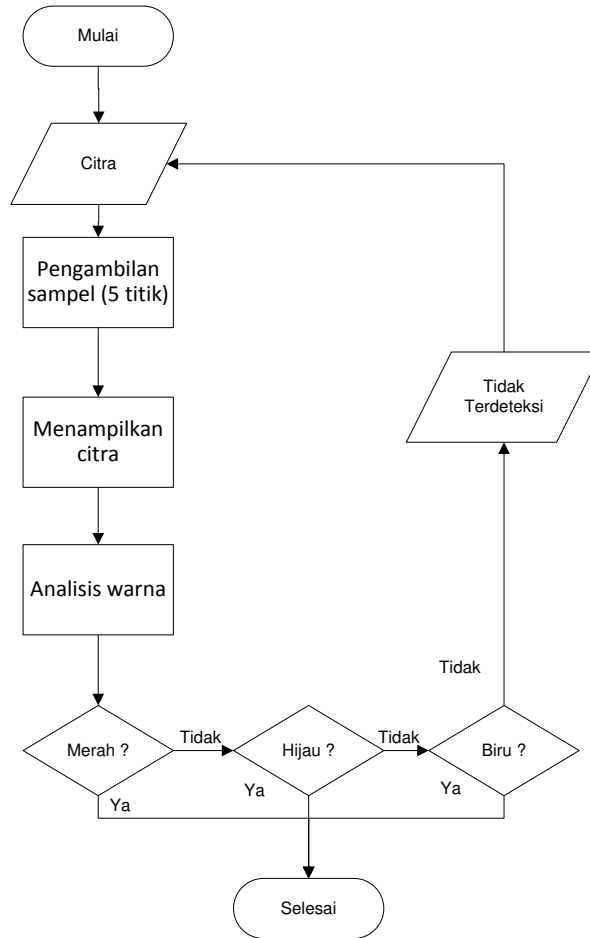 Mulai
Citra
Pengambilan
sampel (5 titik)
Menampilkan
citra
Analisis warna
Tidak
Terdeteksi
Tidak
Merah ?
Tidak
Hijau ?
Tidak
Biru ?
Ya
Ya
Ya
Selesai